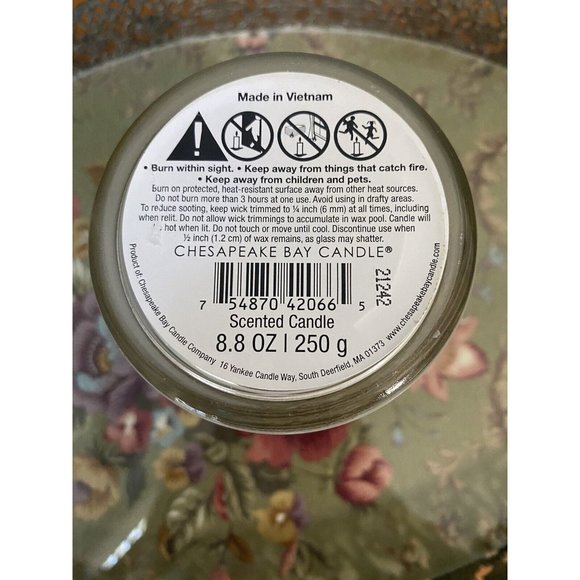 Made in Vietnam
• Burn within sight. • Keep away from things that catch fire.
• Keep away from children and pets.
Burn on protected, heat-resistant surface away from other heat sources.
Do not burn more than 3 hours at one use. Avoid using in drafty areas.
To reduce sooting, keep wick trimmed to ¼ inch (6 mm) at all times, including
when relit. Do not allow wick trimmings to accumulate in wax pool. Candle will
hot when lit. Do not touch or move until cool. Discontinue use when
½ inch (1.2 cm) of wax remains, as glass may shatter.
CHESAPEAKE BAY CANDLE®
7 54870 42066 5
21242
Scented Candle
8.8 OZ | 250 g
Product of: Chesapeake Bay Candle Company 16 Yankee Candle Way, South Deerfield, MA 01373 www.chesapeakebaycandle.com